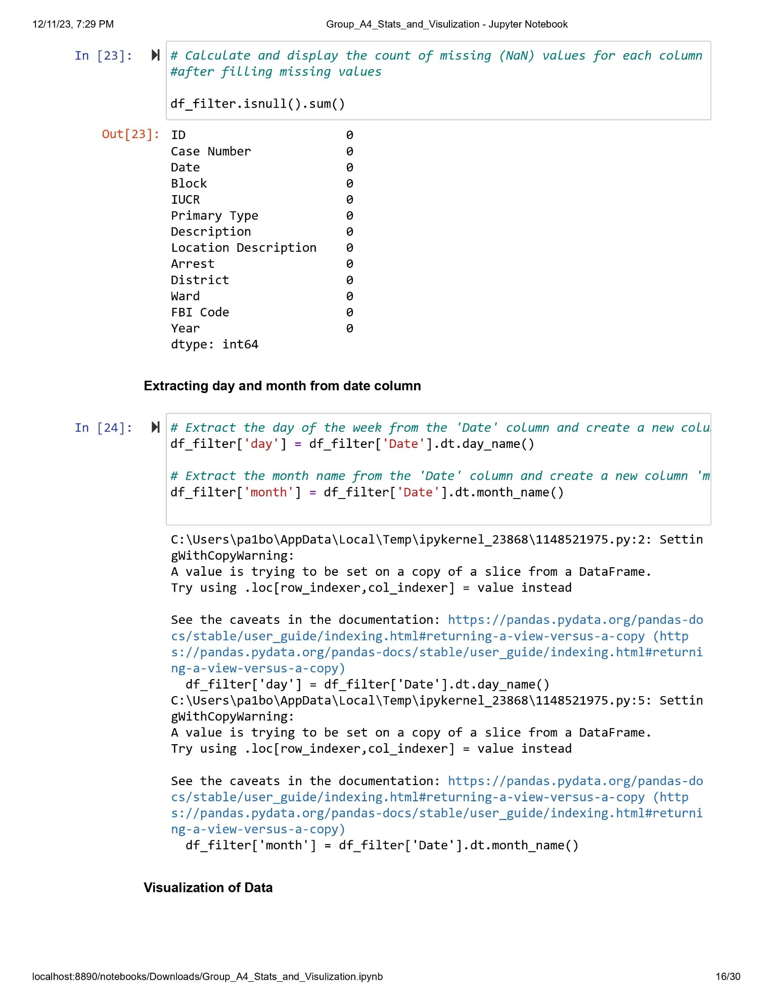 12/11/23, 7:29 PM Group_A4_Stats_and_Visulization - Jupyter Notebook
In [23]: # Calculate and display the count of missing (NaN) values for each column
#after filling missing values
df_filter.isnull().sum()
Out[23]: ID 0
Case Number 0
Date 0
Block 0
IUCR 0
Primary Type 0
Description 0
Location Description 0
Arrest 0
District 0
Ward 0
FBI Code 0
Year 0
dtype: int64
Extracting day and month from date column
In [24]: # Extract the day of the week from the 'Date' column and create a new colu
df_filter['day'] = df_filter['Date'].dt.day_name()
# Extract the month name from the 'Date' column and create a new column 'm
df_filter['month'] = df_filter['Date'].dt.month_name()
C:\Users\pa1bo\AppData\Local\Temp\ipykernel_23868\1148521975.py:2: Settin
gWithCopyWarning:
A value is trying to be set on a copy of a slice from a DataFrame.
Try using .loc[row_indexer,col_indexer] = value instead
See the caveats in the documentation: https://pandas.pydata.org/pandas-do
cs/stable/user_guide/indexing.html#returning-a-view-versus-a-copy (http
s://pandas.pydata.org/pandas-docs/stable/user_guide/indexing.html#returni
ng-a-view-versus-a-copy)
df_filter['day'] = df_filter['Date'].dt.day_name()
C:\Users\pa1bo\AppData\Local\Temp\ipykernel_23868\1148521975.py:5: Settin
gWithCopyWarning:
A value is trying to be set on a copy of a slice from a DataFrame.
Try using .loc[row_indexer,col_indexer] = value instead
See the caveats in the documentation: https://pandas.pydata.org/pandas-do
cs/stable/user_guide/indexing.html#returning-a-view-versus-a-copy (http
s://pandas.pydata.org/pandas-docs/stable/user_guide/indexing.html#returni
ng-a-view-versus-a-copy)
df_filter['month'] = df_filter['Date'].dt.month_name()
Visualization of Data
localhost:8890/notebooks/Downloads/Group_A4_Stats_and_Visulization.ipynb 16/30